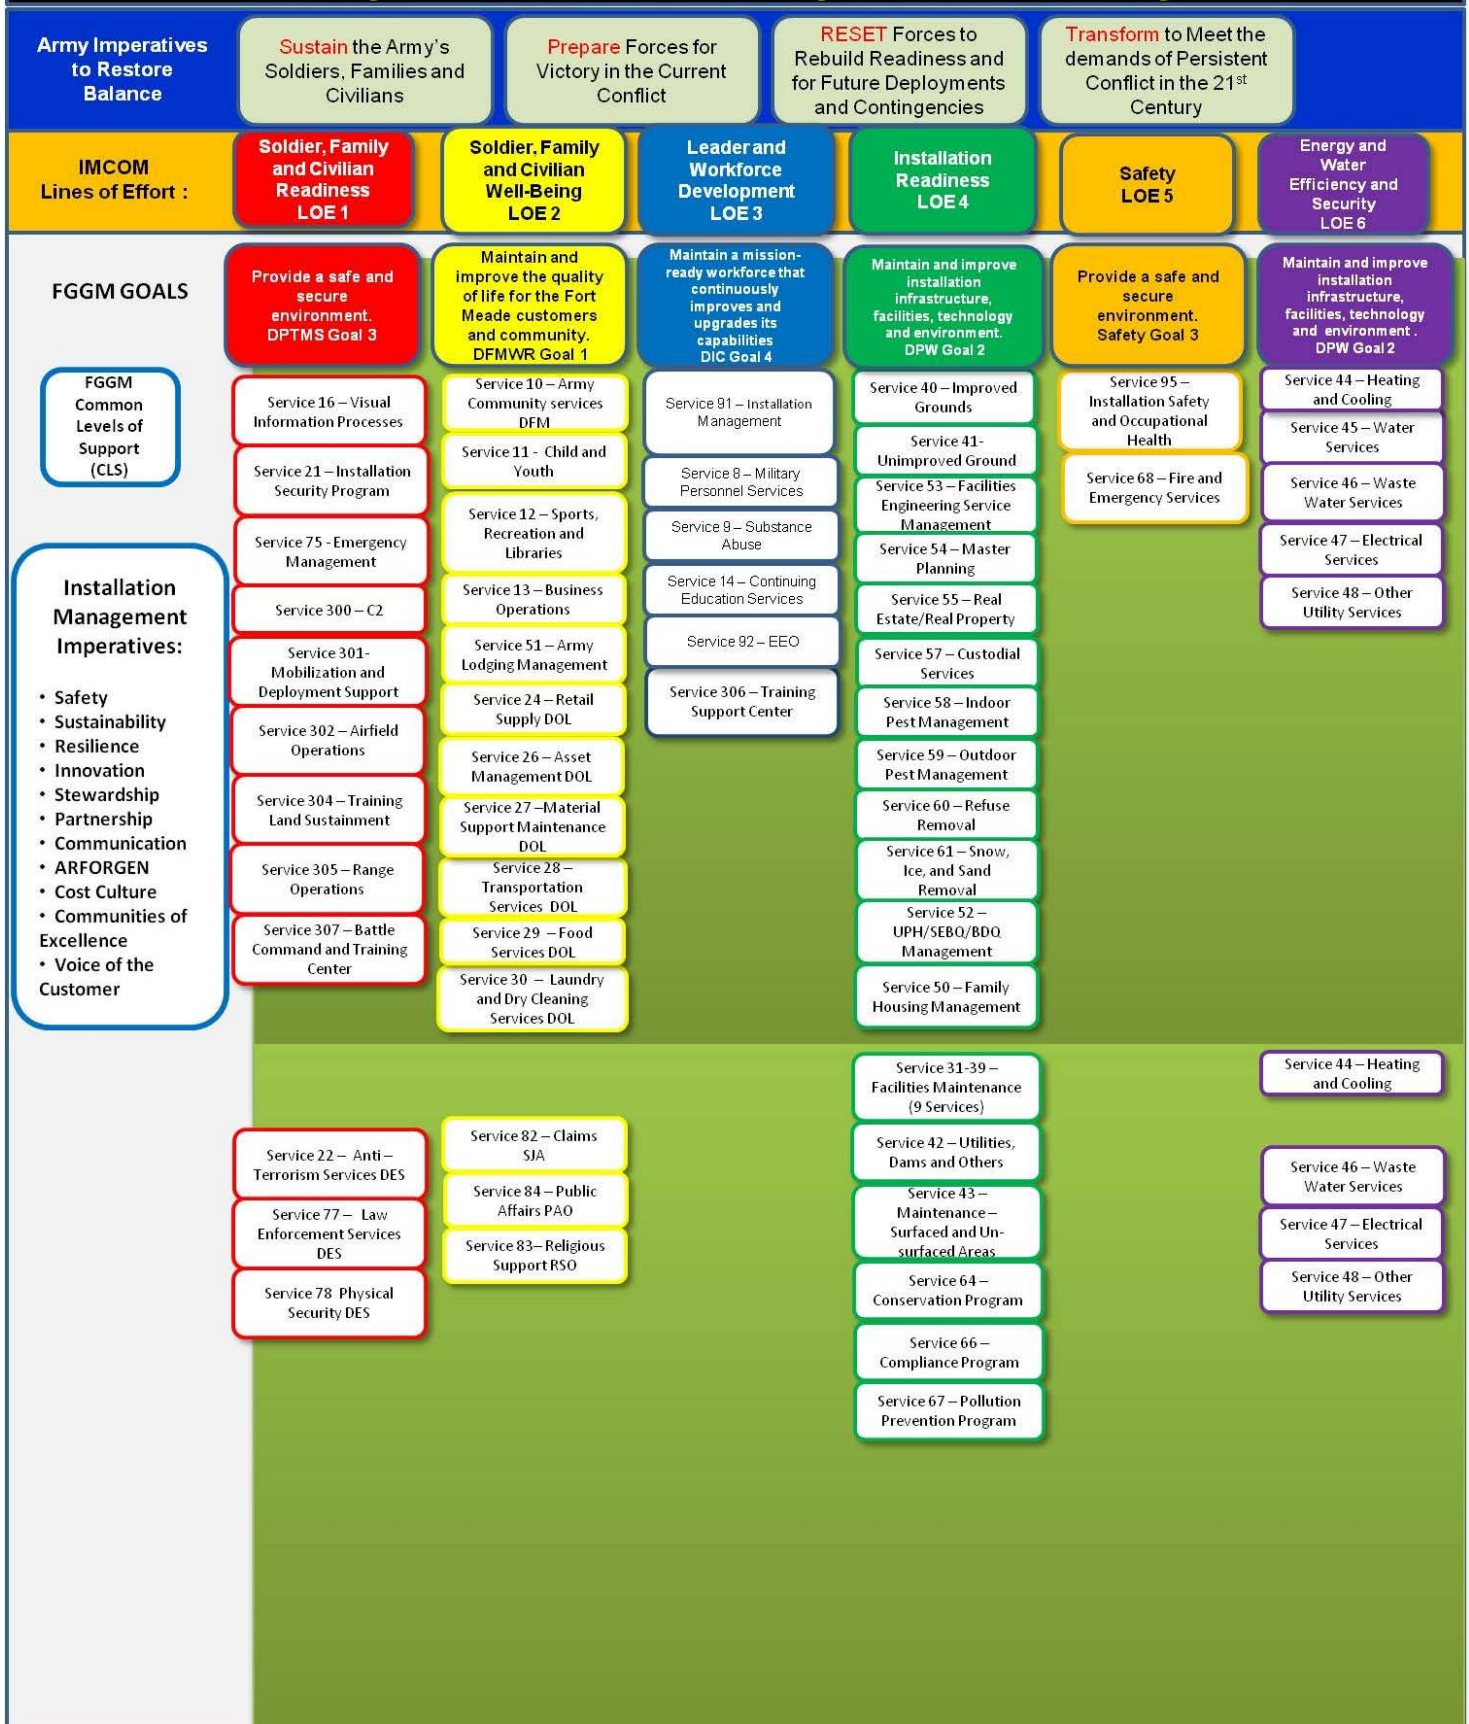 Army Imperatives
to Restore
Balance
Sustain the Army's
Soldiers, Families and
Civilians
Prepare Forces for
Victory in the Current
Conflict
RESET Forces to
Rebuild Readiness and
for Future Deployments
and Contingencies
Transform to Meet the
demands of Persistent
Conflict in the 21st
Century
IMCOM
Lines of Effort :
Soldier, Family
and Civilian
Readiness
LOE 1
Soldier, Family
and Civilian
Well-Being
LOE 2
Leader and
Workforce
Development
LOE 3
Installation
Readiness
LOE 4
Safety
LOE 5
Energy and
Water
Efficiency and
Security
LOE 6
FGGM GOALS
Provide a safe and
secure
environment.
DPTMS Goal 3
Maintain and
improve the quality
of life for the Fort
Meade customers
and community.
DFMWR Goal 1
Maintain a mission-
ready workforce that
continuously
improves and
upgrades its
capabilities
DIC Goal 4
Maintain and improve
installation
infrastructure,
facilities, technology
and environment.
DPW Goal 2
Provide a safe and
secure
environment.
Safety Goal 3
Maintain and improve
installation
infrastructure,
facilities, technology
and environment .
DPW Goal 2
FGGM
Common
Levels of
Support
(CLS)
Installation
Management
Imperatives:
• Safety
• Sustainability
• Resilience
• Innovation
• Stewardship
• Partnership
• Communication
• ARFORGEN
• Cost Culture
• Communities of
Excellence
• Voice of the
Customer
Service 16 – Visual
Information Processes
Service 21 – Installation
Security Program
Service 75 - Emergency
Management
Service 300 – C2
Service 301-
Mobilization and
Deployment Support
Service 302 – Airfield
Operations
Service 304 – Training
Land Sustainment
Service 305 – Range
Operations
Service 307 – Battle
Command and Training
Center
Service 22 – Anti –
Terrorism Services DES
Service 77 – Law
Enforcement Services
DES
Service 78 Physical
Security DES
Service 10 – Army
Community services
DFM
Service 11 - Child and
Youth
Service 12 – Sports,
Recreation and
Libraries
Service 13 – Business
Operations
Service 51 – Army
Lodging Management
Service 24 – Retail
Supply DOL
Service 26 – Asset
Management DOL
Service 27 –Material
Support Maintenance
DOL
Service 28 –
Transportation
Services DOL
Service 29 – Food
Services DOL
Service 30 – Laundry
and Dry Cleaning
Services DOL
Service 82 – Claims
SJA
Service 84 – Public
Affairs PAO
Service 83– Religious
Support RSO
Service 91 – Installation
Management
Service 8 – Military
Personnel Services
Service 9 – Substance
Abuse
Service 14 – Continuing
Education Services
Service 92 – EEO
Service 306 – Training
Support Center
Service 40 – Improved
Grounds
Service 41-
Unimproved Ground
Service 53 – Facilities
Engineering Service
Management
Service 54 – Master
Planning
Service 55 – Real
Estate/Real Property
Service 57 – Custodial
Services
Service 58 – Indoor
Pest Management
Service 59 – Outdoor
Pest Management
Service 60 – Refuse
Removal
Service 61 – Snow,
Ice, and Sand
Removal
Service 52 –
UPH/SEBQ/BDQ
Management
Service 50 – Family
Housing Management
Service 31-39 –
Facilities Maintenance
(9 Services)
Service 42 – Utilities,
Dams and Others
Service 43 –
Maintenance –
Surfaced and Un-
surfaced Areas
Service 64 –
Conservation Program
Service 66 –
Compliance Program
Service 67 – Pollution
Prevention Program
Service 95 –
Installation Safety
and Occupational
Health
Service 68 – Fire and
Emergency Services
Service 44 – Heating
and Cooling
Service 45 – Water
Services
Service 46 – Waste
Water Services
Service 47 – Electrical
Services
Service 48 – Other
Utility Services
Service 44 – Heating
and Cooling
Service 46 – Waste
Water Services
Service 47 – Electrical
Services
Service 48 – Other
Utility Services